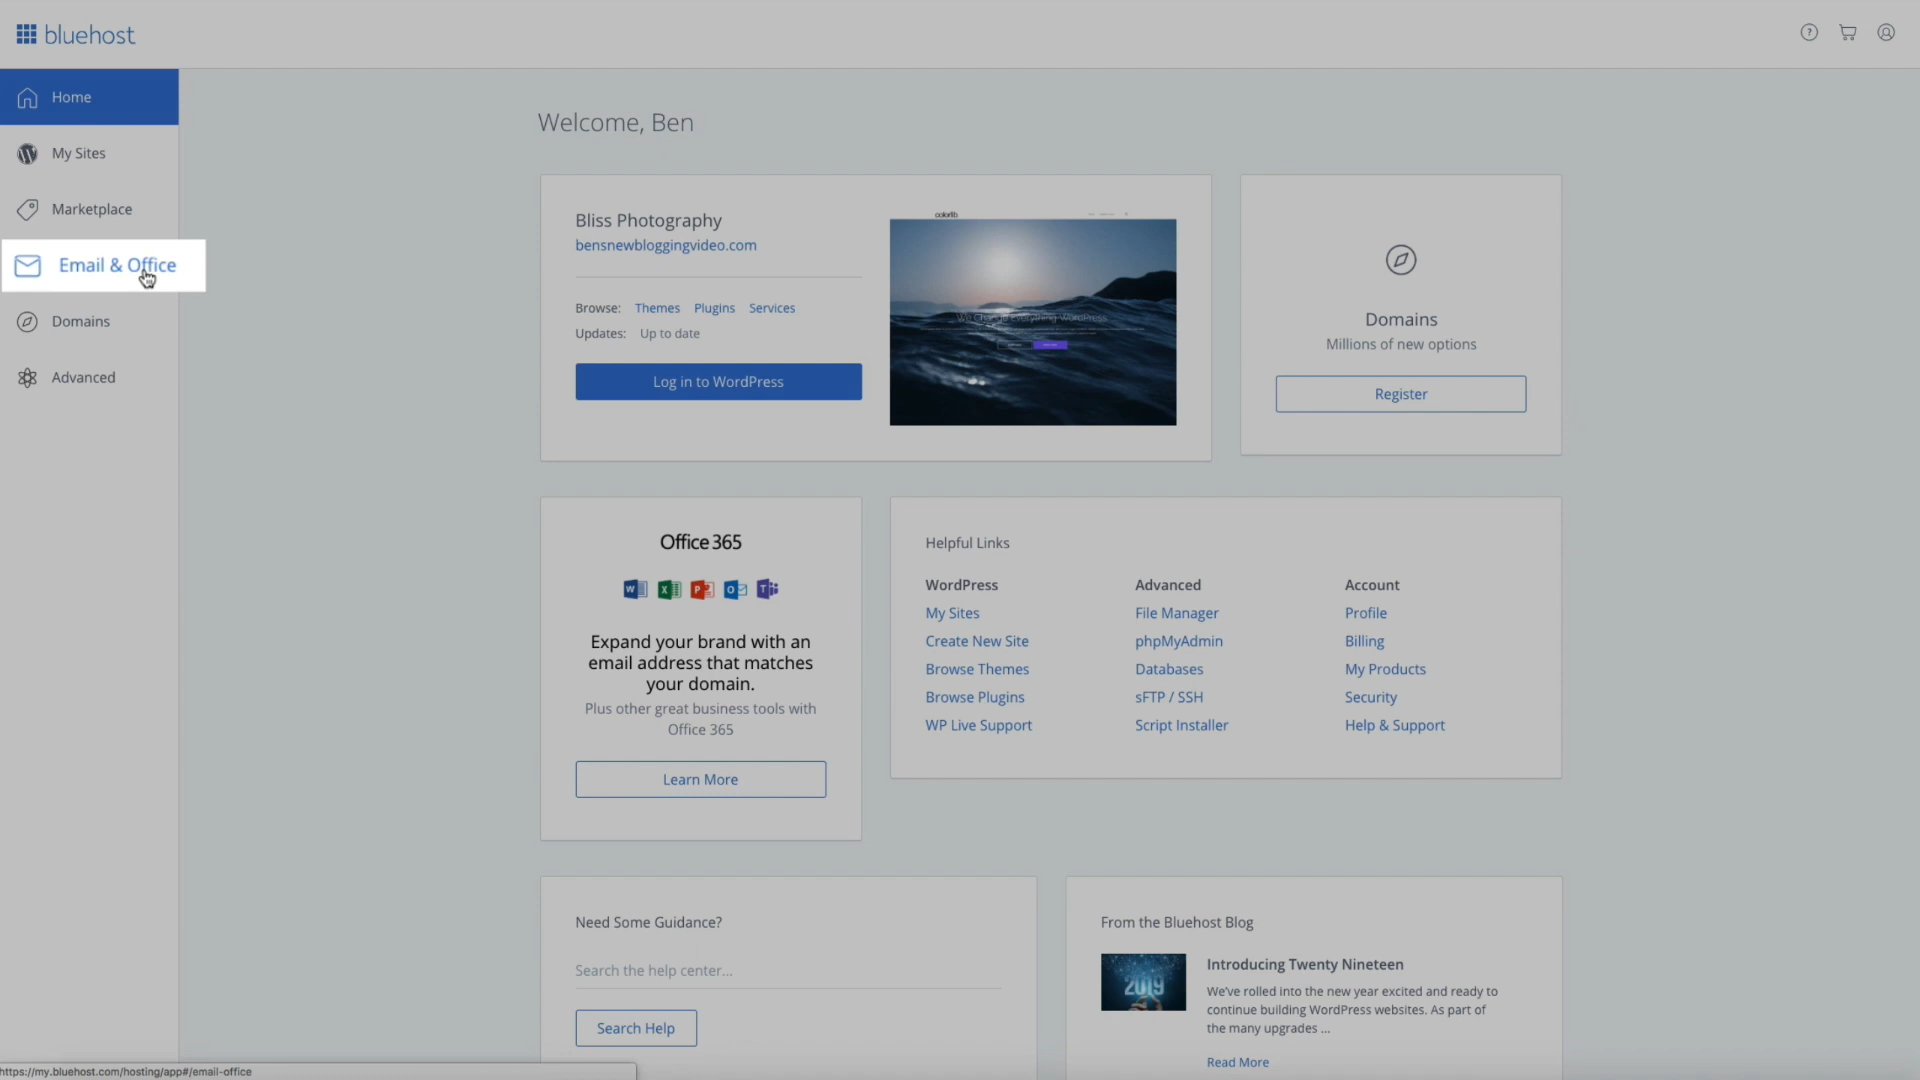 bluehost
Home
My Sites
Marketplace
Email & Office
Domains
Advanced
Welcome, Ben
Bliss Photography
bensnewbloggingvideo.com
Browse: Themes Plugins Services
Updates: Up to date
Log in to WordPress
colorlib
Domains
Millions of new options
Register
Office 365
Expand your brand with an
email address that matches
your domain.
Plus other great business tools with
Office 365
Learn More
Helpful Links
WordPress
My Sites
Create New Site
Browse Themes
Browse Plugins
WP Live Support
Advanced
File Manager
phpMyAdmin
Databases
sFTP / SSH
Script Installer
Account
Profile
Billing
My Products
Security
Help & Support
Need Some Guidance?
Search the help center...
Search Help
From the Bluehost Blog
2019
Introducing Twenty Nineteen
We've rolled into the new year excited and ready to
continue building WordPress websites. As part of
the many upgrades ...
Read More
https://my.bluehost.com/hosting/app#/email-office